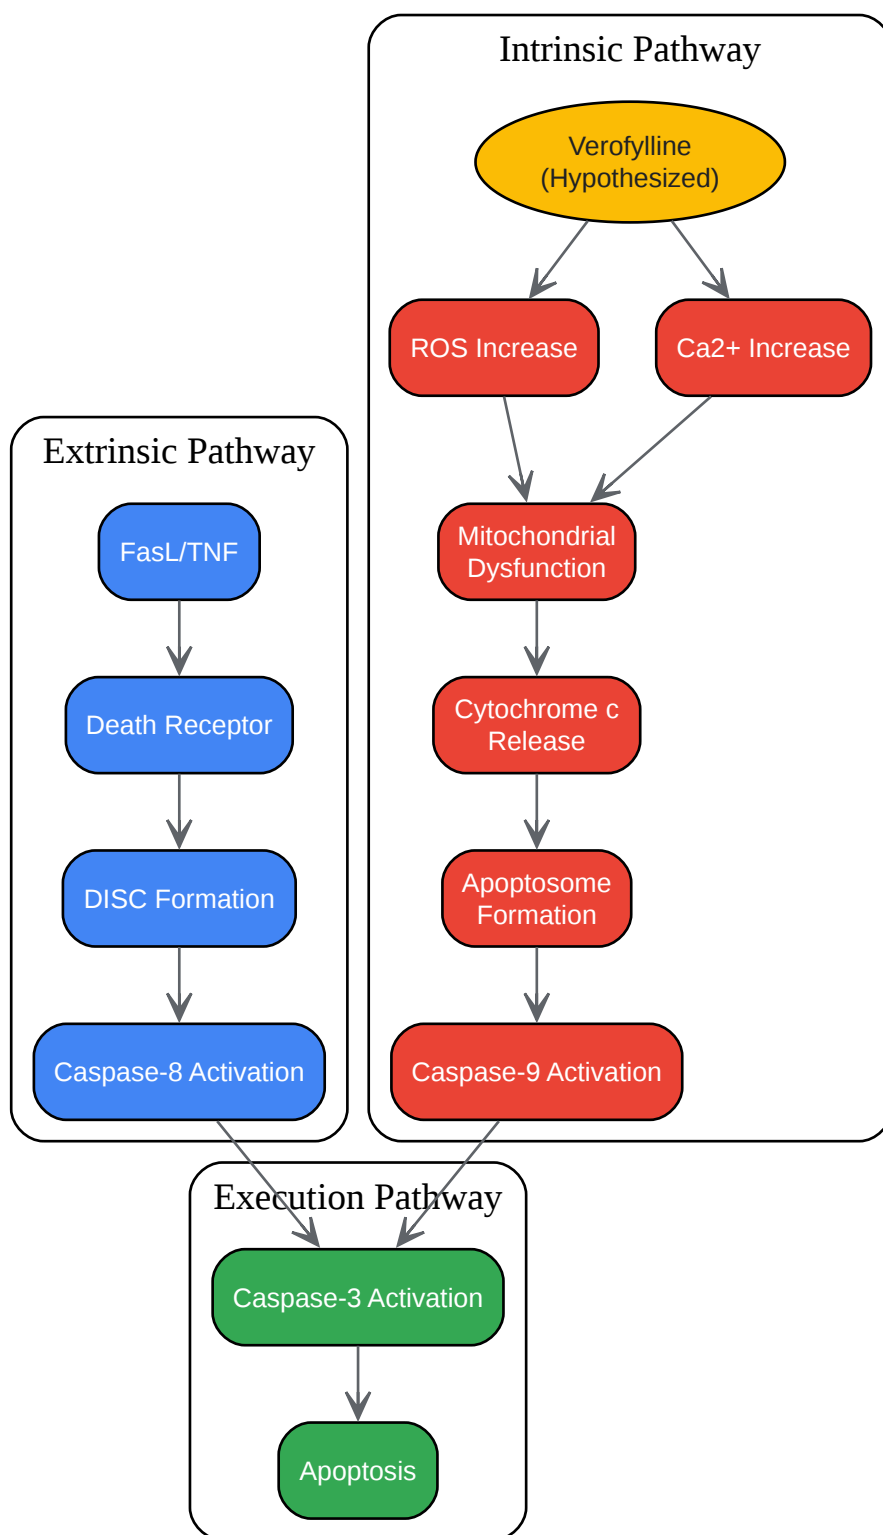 Intrinsic Pathway
Verofylline
(Hypothesized)
ROS Increase
Ca2+ Increase
Mitochondrial
Dysfunction
Cytochrome c
Release
Apoptosome
Formation
Caspase-9 Activation
Extrinsic Pathway
FasL/TNF
Death Receptor
DISC Formation
Caspase-8 Activation
Execution Pathway
Caspase-3 Activation
Apoptosis